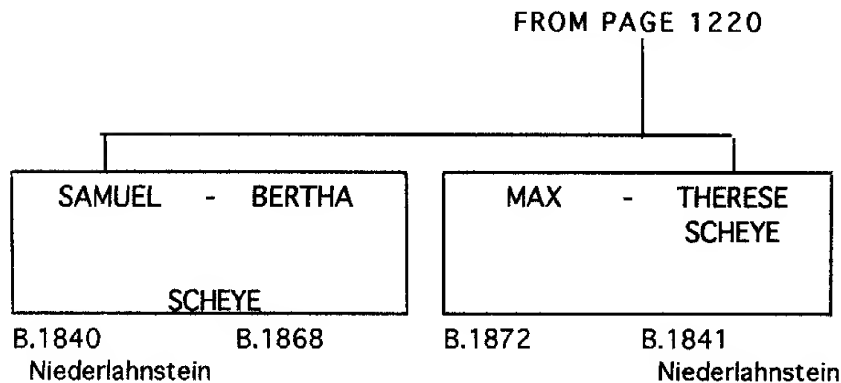 FROM PAGE 1220
SAMUEL - BERTHA
SCHEYE
B.1840 B.1868
Niederlahnstein
MAX - THERESE
SCHEYE
B.1872 B.1841
Niederlahnstein